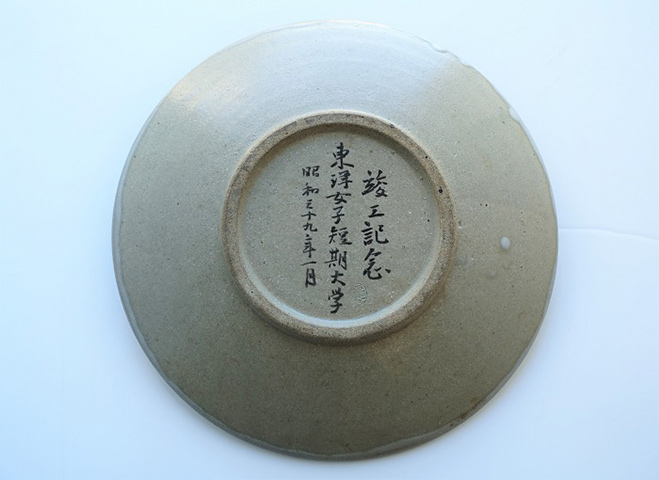 竣工記念
東洋女子短期大学
昭和三十九年一月